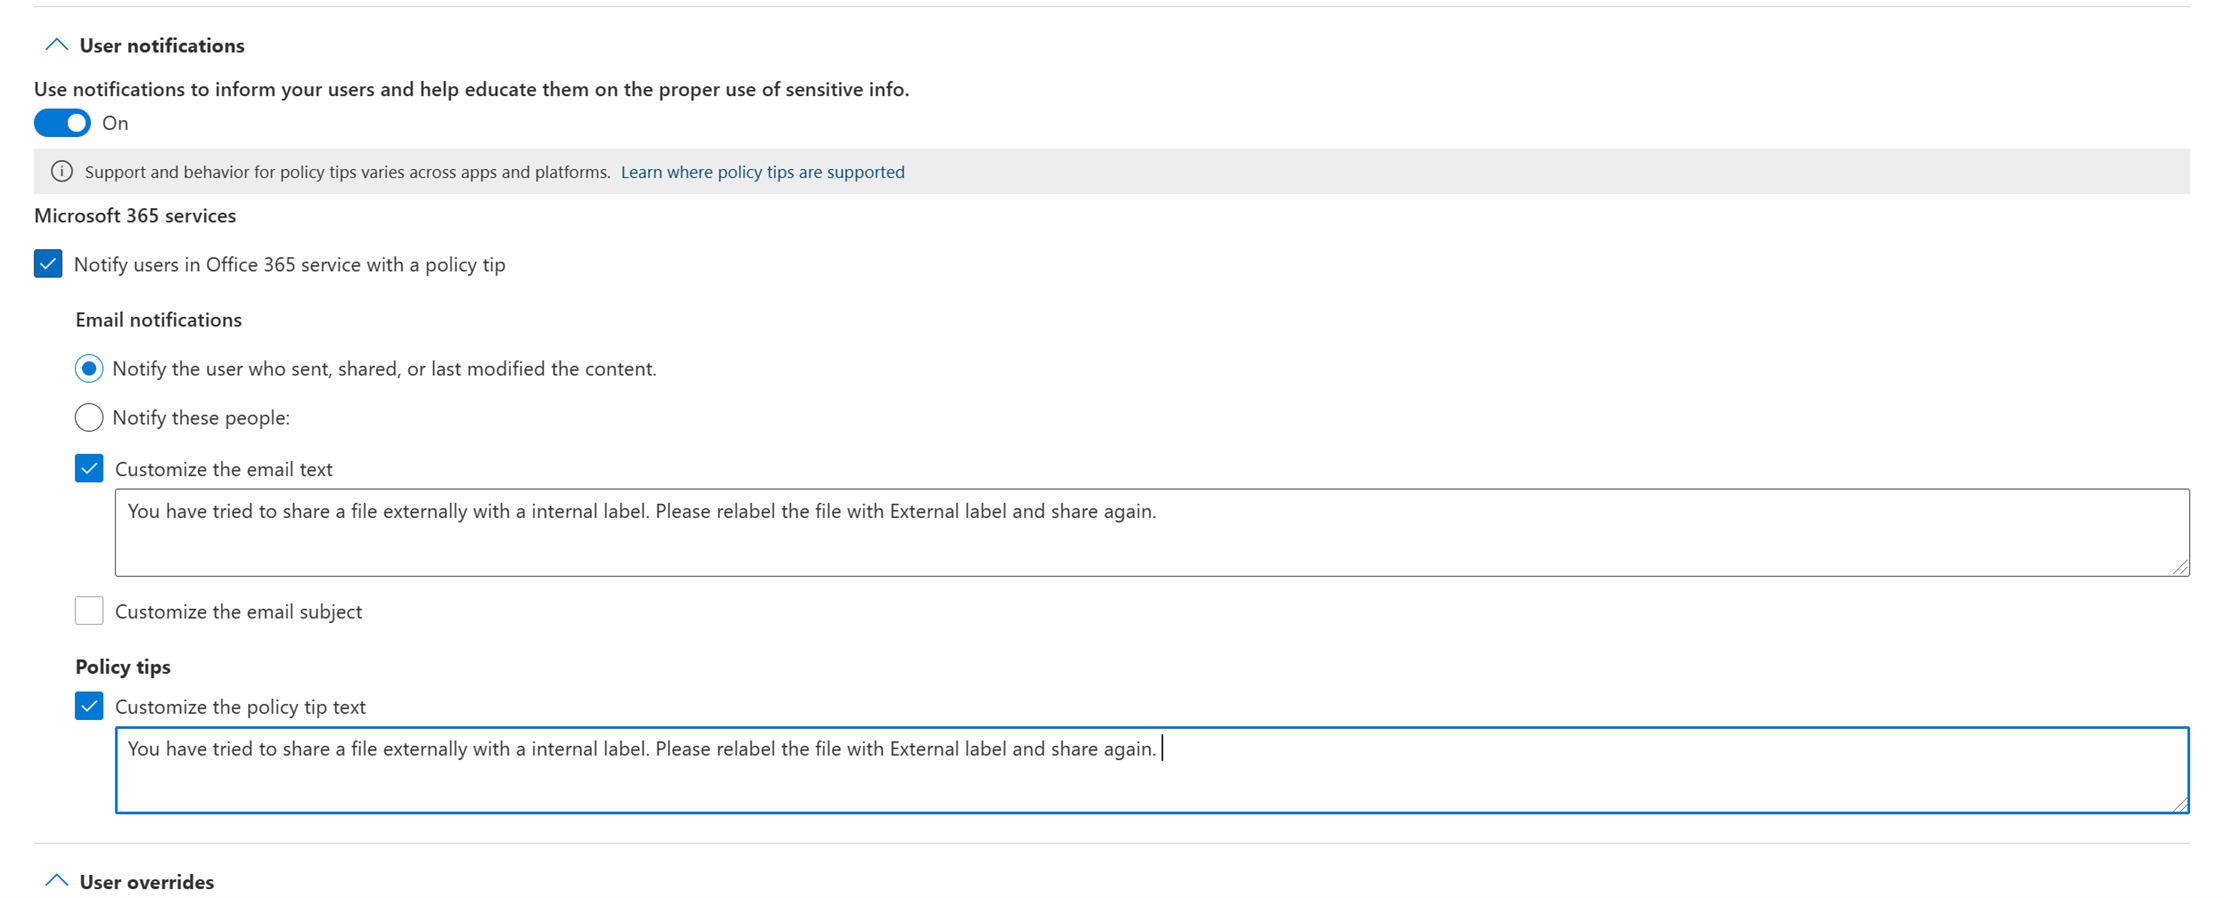 User notifications
Use notifications to inform your users and help educate them on the proper use of sensitive info.
On
Support and behavior for policy tips varies across apps and platforms. Learn where policy tips are supported
Microsoft 365 services
Notify users in Office 365 service with a policy tip
Email notifications
Notify the user who sent, shared, or last modified the content.
Notify these people:
Customize the email text
You have tried to share a file externally with a internal label. Please relabel the file with External label and share again.
Customize the email subject
Policy tips
Customize the policy tip text
You have tried to share a file externally with a internal label. Please relabel the file with External label and share again.
User overrides